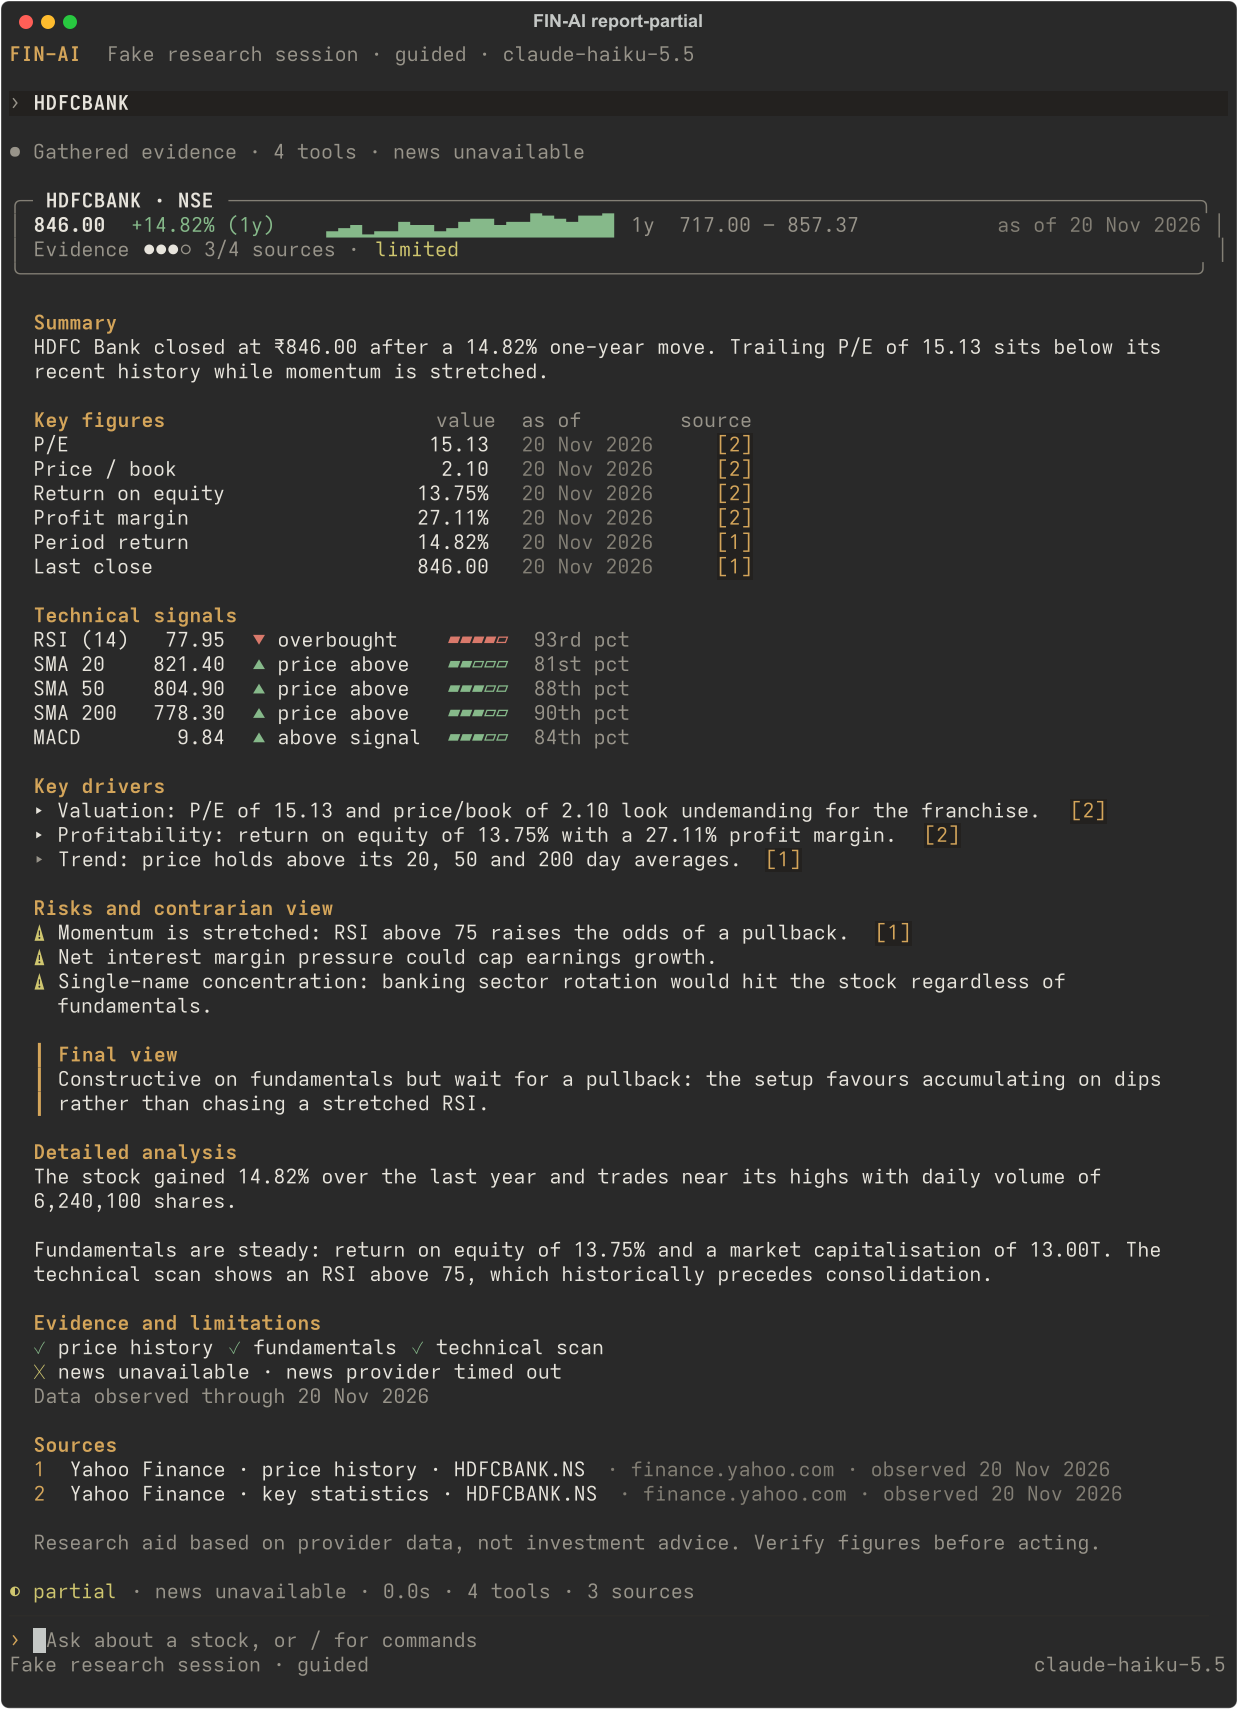 FIN-AI report-partial
FIN-AI Fake research session · guided · claude-haiku-5.5
› HDFCBANK
● Gathered evidence · 4 tools · news unavailable
HDFCBANK · NSE
846.00 +14.82% (1y) 1y 717.00 – 857.37 as of 20 Nov 2026
Evidence ●●●○ 3/4 sources · limited
Summary
HDFC Bank closed at ₹846.00 after a 14.82% one-year move. Trailing P/E of 15.13 sits below its
recent history while momentum is stretched.
Key figures value as of source
P/E 15.13 20 Nov 2026 [2]
Price / book 2.10 20 Nov 2026 [2]
Return on equity 13.75% 20 Nov 2026 [2]
Profit margin 27.11% 20 Nov 2026 [2]
Period return 14.82% 20 Nov 2026 [1]
Last close 846.00 20 Nov 2026 [1]
Technical signals
RSI (14) 77.95 ▼ overbought ▰▰▰▰▱ 93rd pct
SMA 20 821.40 ▲ price above ▰▰▱▱▱ 81st pct
SMA 50 804.90 ▲ price above ▰▰▰▱▱ 88th pct
SMA 200 778.30 ▲ price above ▰▰▰▱▱ 90th pct
MACD 9.84 ▲ above signal ▰▰▰▱▱ 84th pct
Key drivers
‣ Valuation: P/E of 15.13 and price/book of 2.10 look undemanding for the franchise. [2]
‣ Profitability: return on equity of 13.75% with a 27.11% profit margin. [2]
‣ Trend: price holds above its 20, 50 and 200 day averages. [1]
Risks and contrarian view
⚠ Momentum is stretched: RSI above 75 raises the odds of a pullback. [1]
⚠ Net interest margin pressure could cap earnings growth.
⚠ Single-name concentration: banking sector rotation would hit the stock regardless of
fundamentals.
Final view
Constructive on fundamentals but wait for a pullback: the setup favours accumulating on dips
rather than chasing a stretched RSI.
Detailed analysis
The stock gained 14.82% over the last year and trades near its highs with daily volume of
6,240,100 shares.
Fundamentals are steady: return on equity of 13.75% and a market capitalisation of 13.00T. The
technical scan shows an RSI above 75, which historically precedes consolidation.
Evidence and limitations
✓ price history ✓ fundamentals ✓ technical scan
✗ news unavailable · news provider timed out
Data observed through 20 Nov 2026
Sources
1 Yahoo Finance · price history · HDFCBANK.NS · finance.yahoo.com · observed 20 Nov 2026
2 Yahoo Finance · key statistics · HDFCBANK.NS · finance.yahoo.com · observed 20 Nov 2026
Research aid based on provider data, not investment advice. Verify figures before acting.
◐ partial · news unavailable · 0.0s · 4 tools · 3 sources
› Ask about a stock, or / for commands
Fake research session · guided claude-haiku-5.5